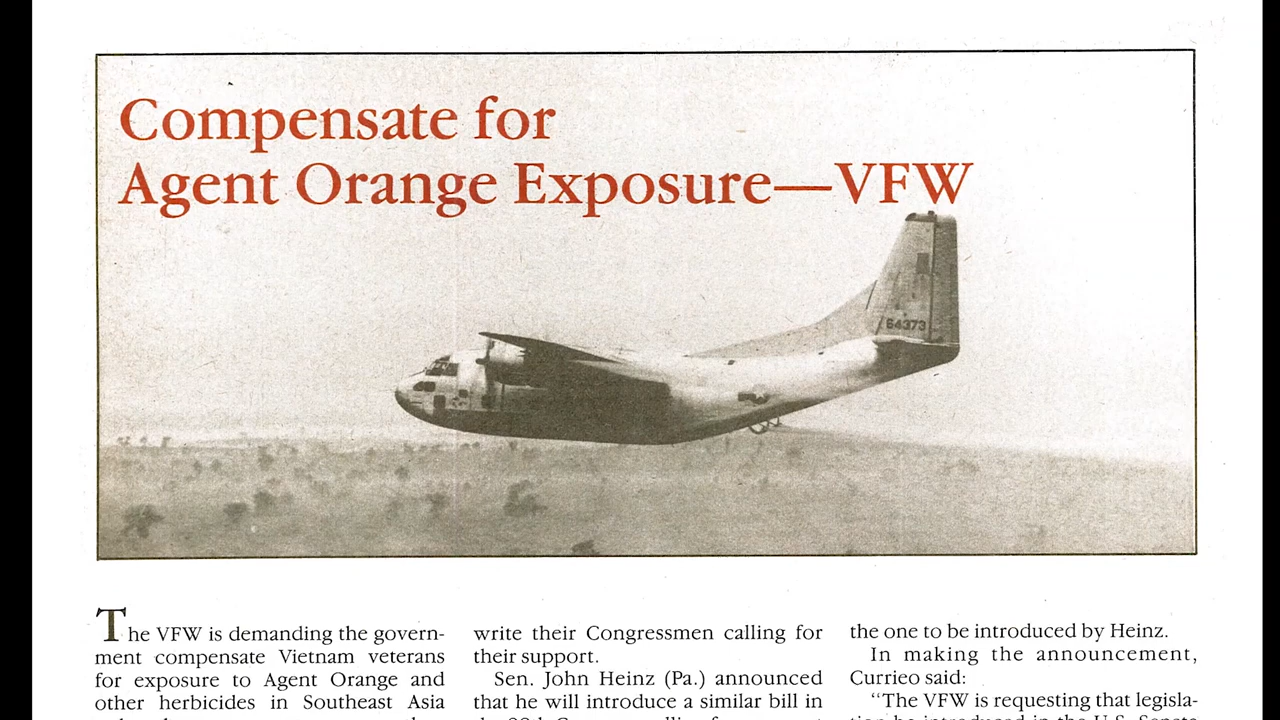 Compensate for
Agent Orange Exposure—VFW
64373
The VFW is demanding the govern-
ment compensate Vietnam veterans
for exposure to Agent Orange and
other herbicides in Southeast Asia
write their Congressmen calling for
their support.
Sen. John Heinz (Pa.) announced
that he will introduce a similar bill in
the one to be introduced by Heinz.
In making the announcement,
Currieo said:
“The VFW is requesting that legisla-